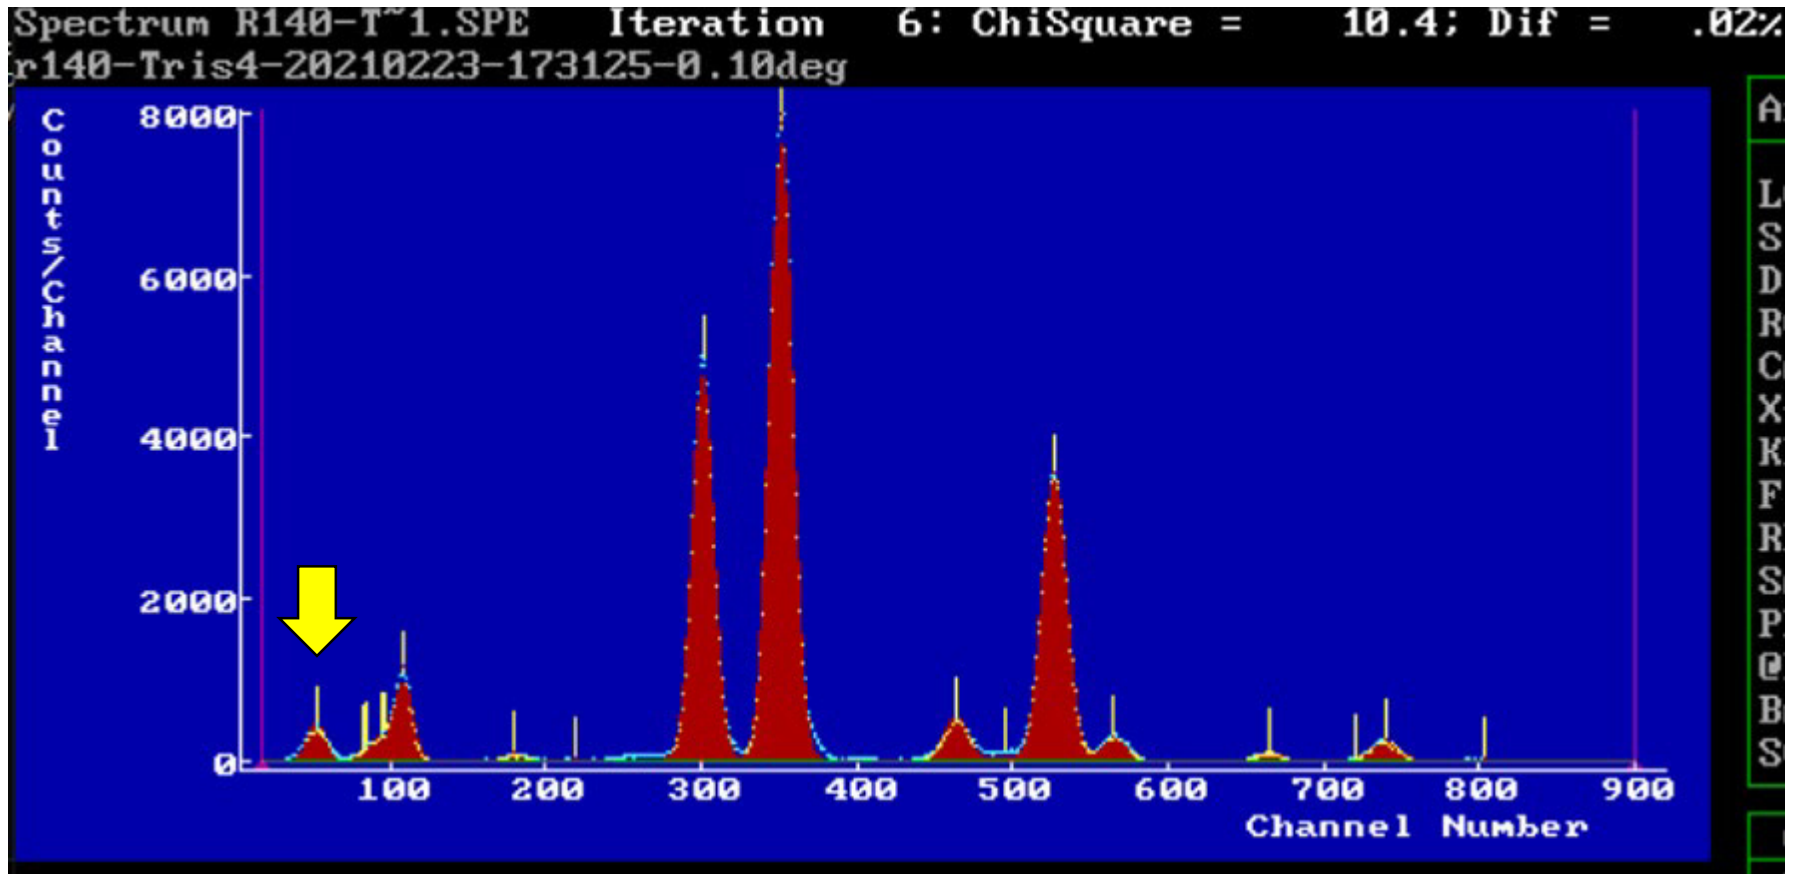 Spectrum R140-T~1.SPE Iteration 6: ChiSquare = 10.4; Dif = .02%
r140-Tris4-20210223-173125-0.10deg
Counts/Channel
8000
6000
4000
2000
0
100 200 300 400 500 600 700 800 900
Channel Number